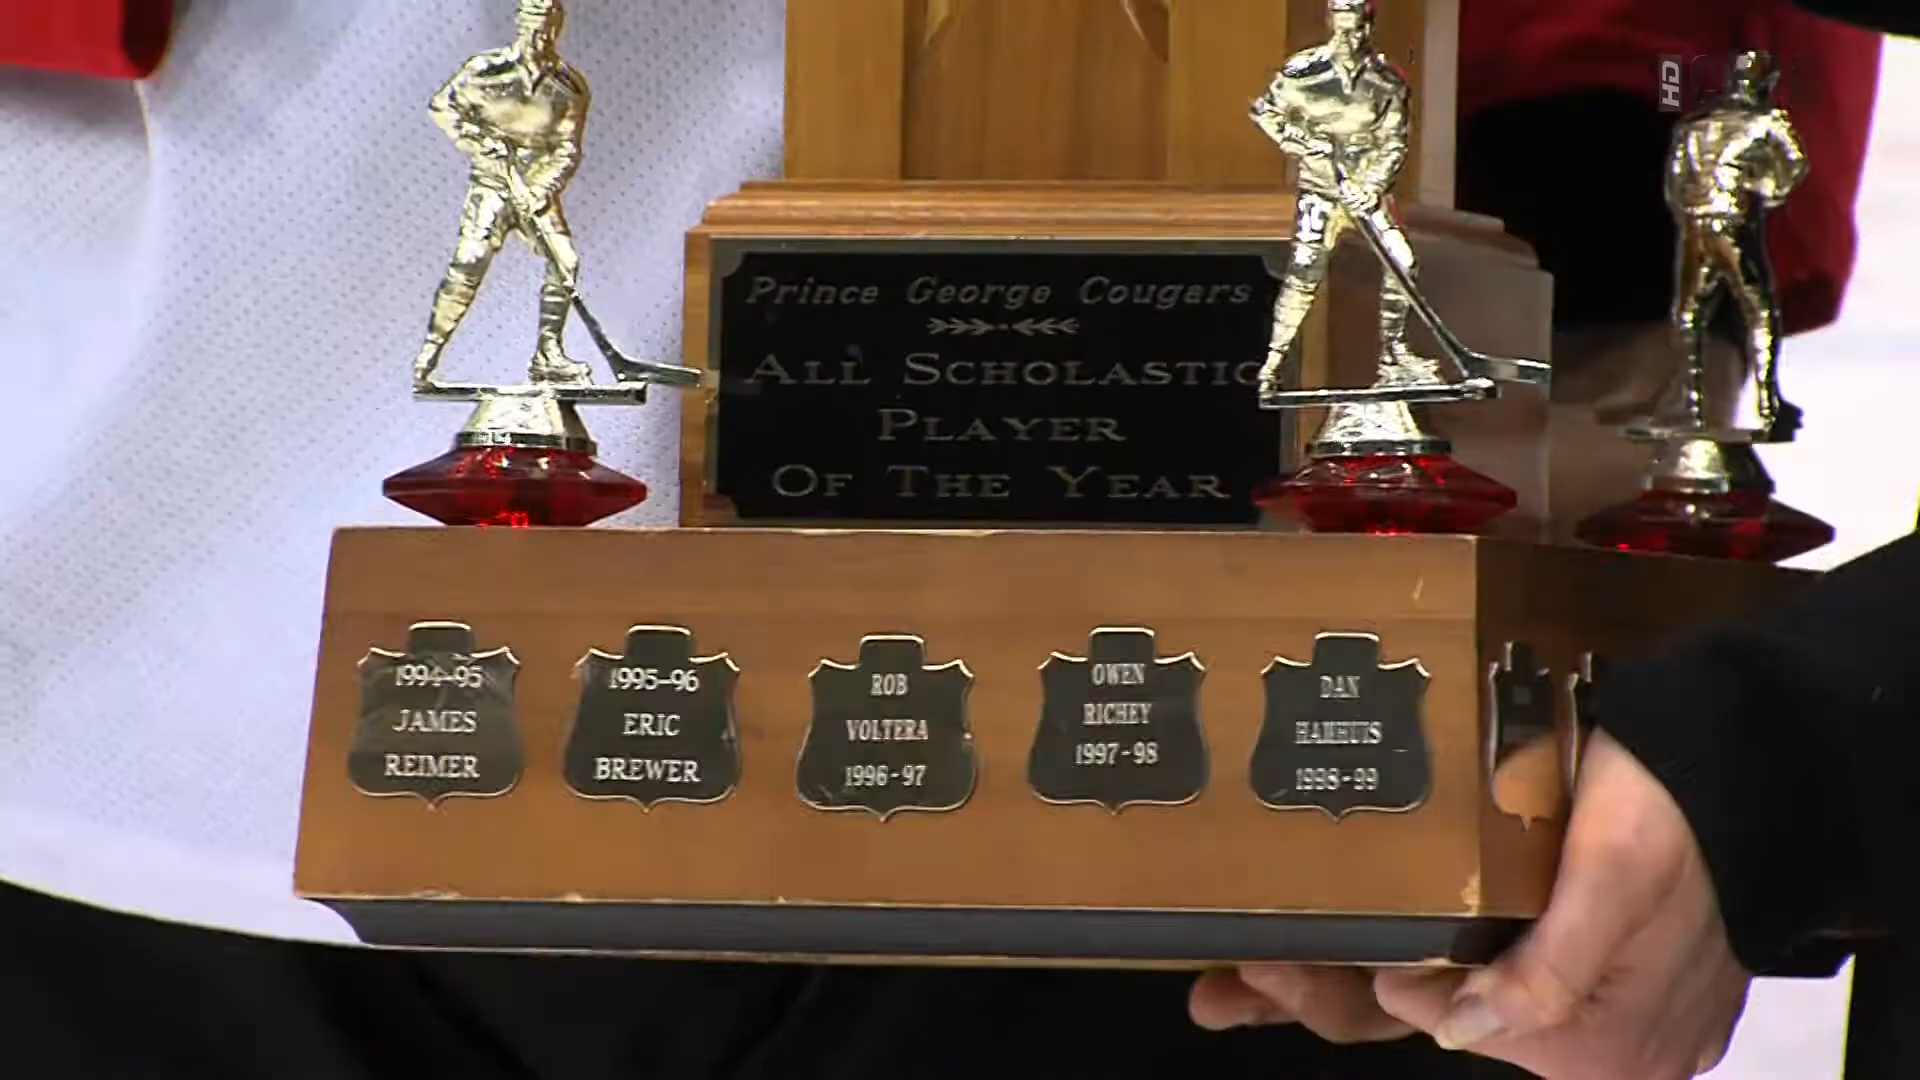 HD
Prince George Cougars
ALL SCHOLASTIC
PLAYER
OF THE YEAR
1994-95
JAMES
REIMER
1995-96
ERIC
BREWER
ROB
VOLTERA
1996-97
OWEN
RICHEY
1997-98
DAN
HAMHUIS
1998-99